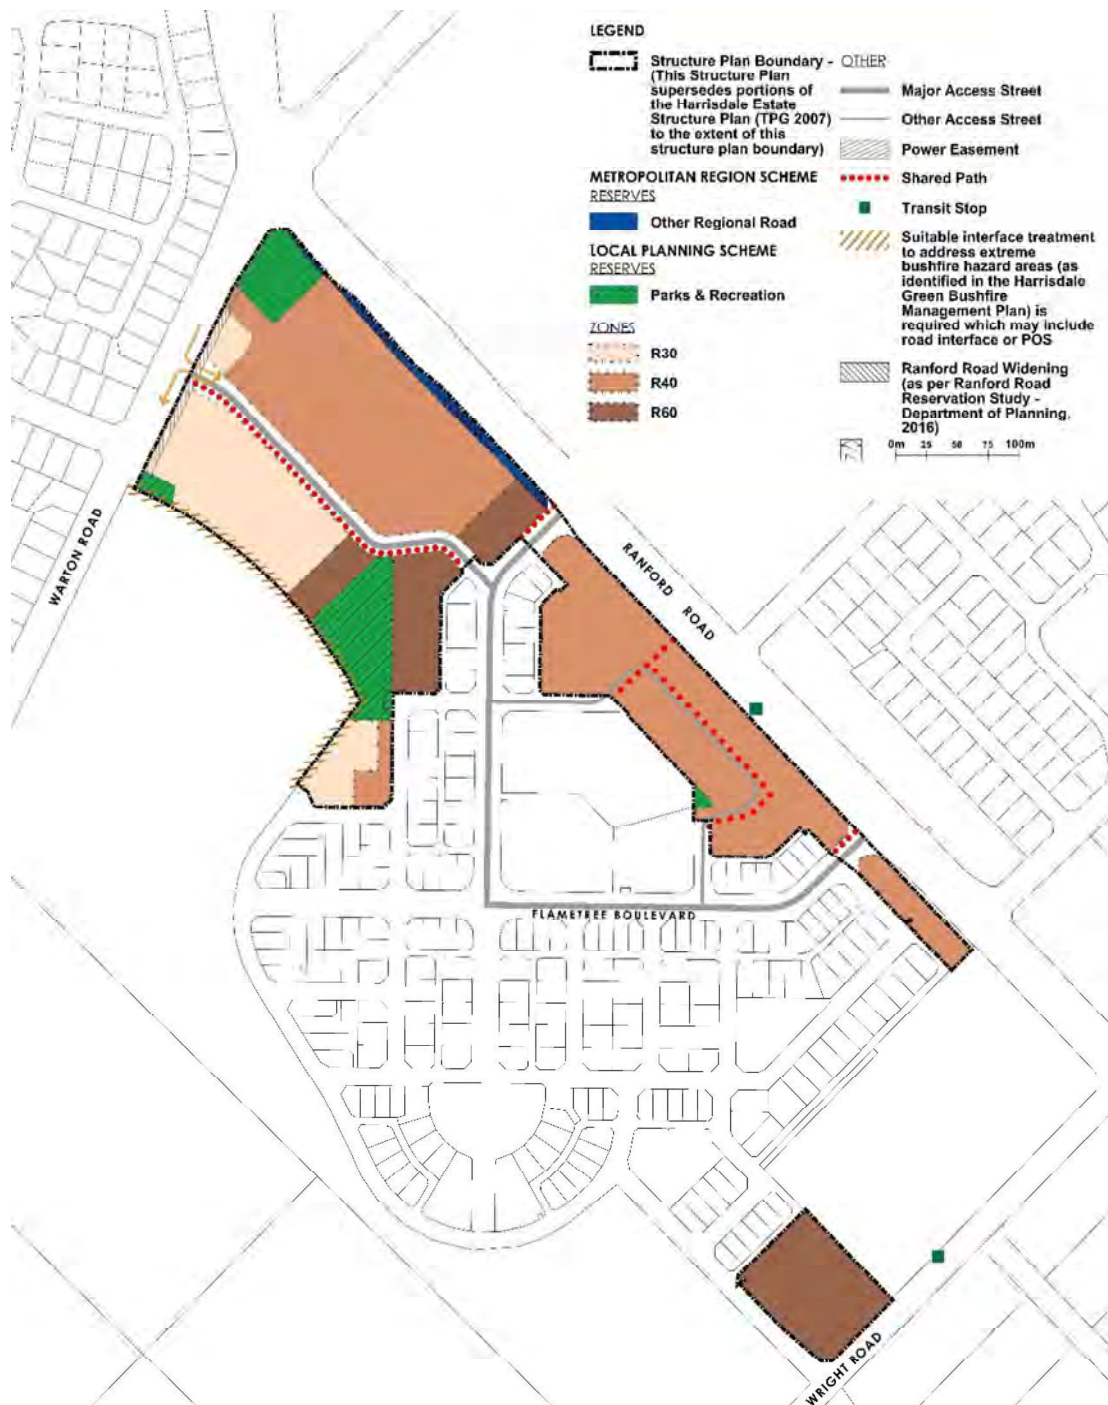 LEGEND
Structure Plan Boundary -
(This Structure Plan
supersedes portions of
the Harrisdale Estate
Structure Plan (TPG 2007)
to the extent of this
structure plan boundary)
METROPOLITAN REGION SCHEME
RESERVES
Other Regional Road
LOCAL PLANNING SCHEME
RESERVES
Parks & Recreation
ZONES
R30
R40
R60
OTHER
Major Access Street
Other Access Street
Power Easement
Shared Path
Transit Stop
Suitable interface treatment
to address extreme
bushfire hazard areas (as
identified in the Harrisdale
Green Bushfire
Management Plan) is
required which may include
road interface or POS
Ranford Road Widening
(as per Ranford Road
Reservation Study -
Department of Planning,
2016)
0m 25 50 75 100m
WARTON ROAD
RANFORD ROAD
FLAMETREE BOULEVARD
WRIGHT ROAD